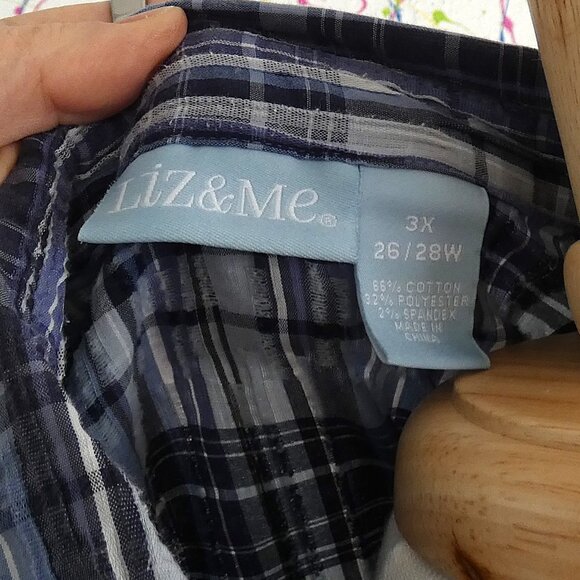 LiZ&Me®
3X
26/28W
66% COTTON
32% POLYESTER
2% SPANDEX
MADE IN
CHINA